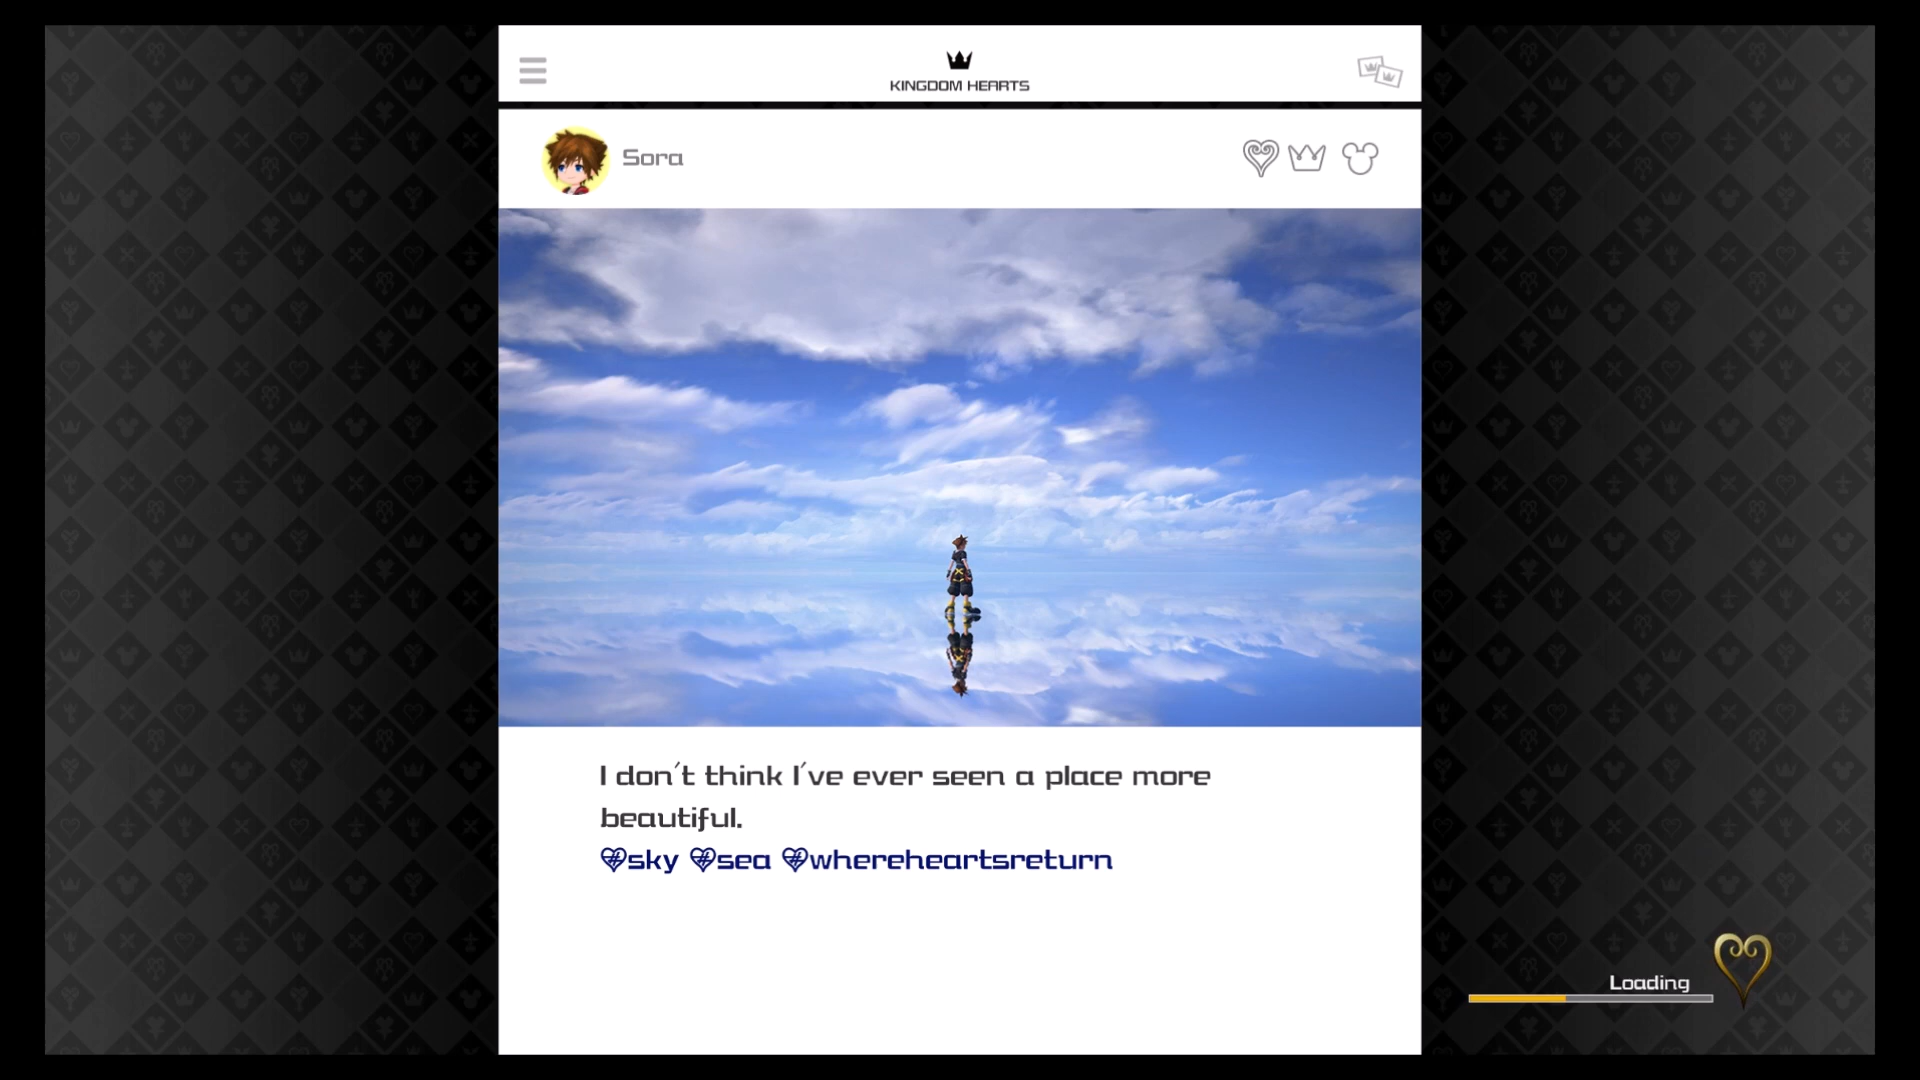 KINGDOM HEARTS
Sora
I don't think I've ever seen a place more
beautiful.
#sky #sea #whereheartsreturn
Loading